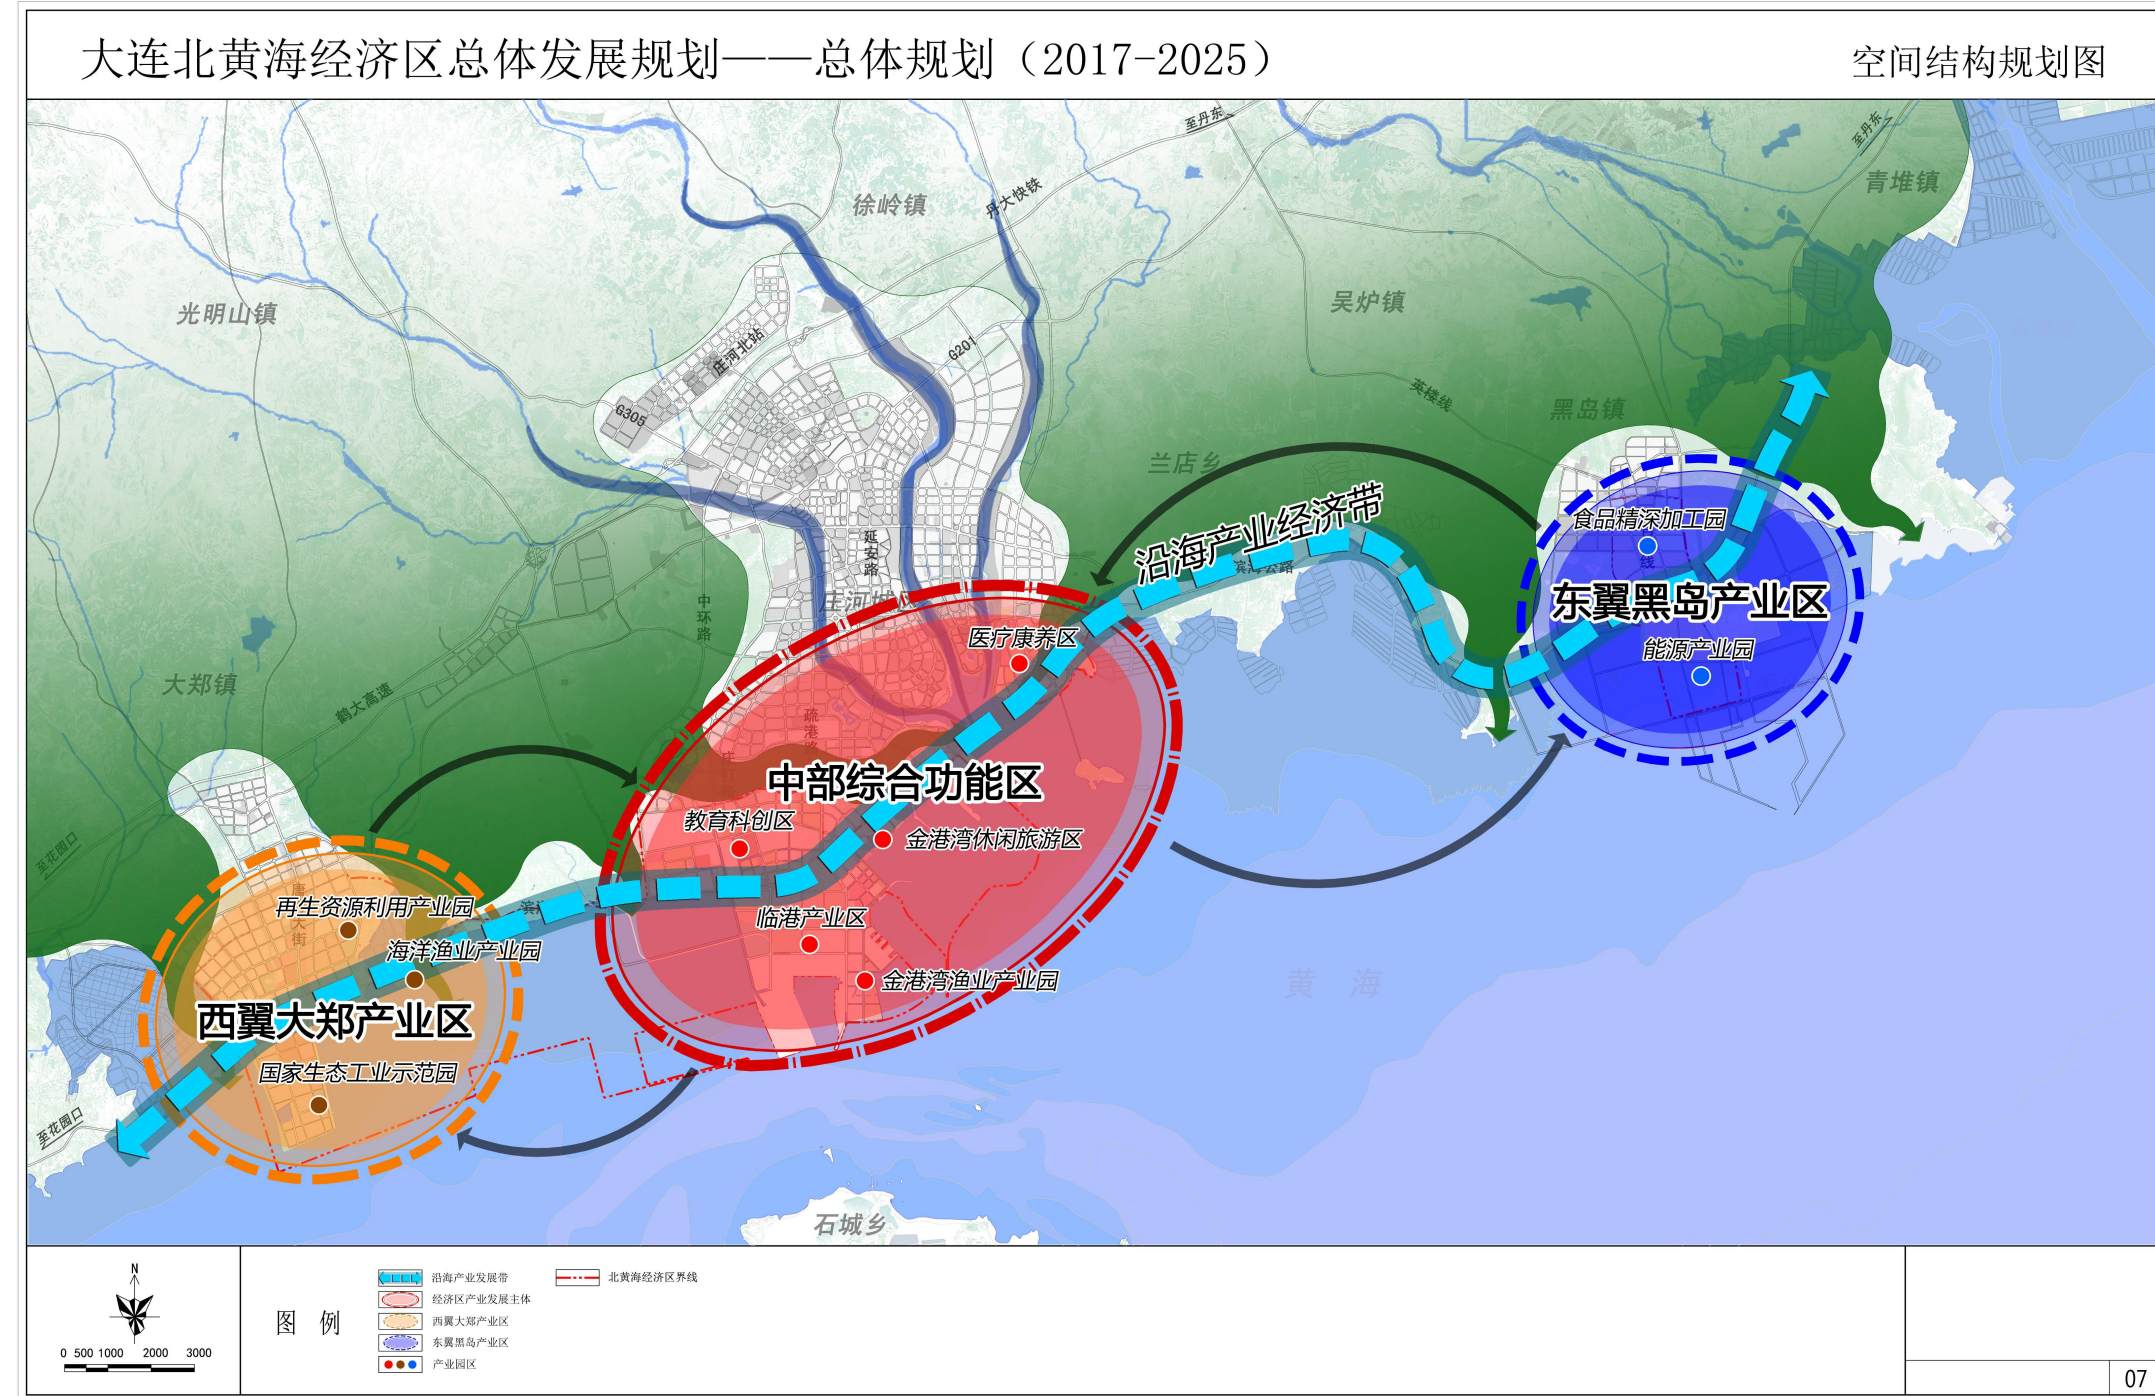 大连北黄海经济区总体发展规划——总体规划（2017-2025）
空间结构规划图
至丹东
至丹东
青堆镇
徐岭镇
丹大快铁
光明山镇
吴炉镇
庄河北站
G201
G305
英楼线
黑岛镇
兰店乡
沿海产业经济带
滨海公路
食品精深加工园
线
东翼黑岛产业区
能源产业园
延安路
庄河城区
中环路
医疗康养区
大郑镇
鹤大高速
疏港路
中部综合功能区
教育科创区
金港湾休闲旅游区
至花园口
再生资源利用产业园
大街
海洋渔业产业园
临港产业区
金港湾渔业产业园
黄 海
西翼大郑产业区
国家生态工业示范园
至花园口
石城乡
N
0 500 1000 2000 3000
图 例
沿海产业发展带
北黄海经济区界线
经济区产业发展主体
西翼大郑产业区
东翼黑岛产业区
产业园区
07